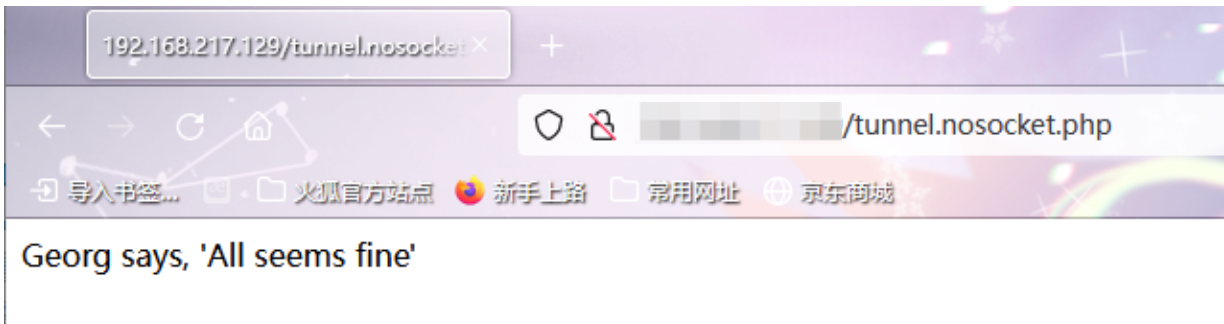 192.168.217.129/tunnel.nosocket
/tunnel.nosocket.php
导入书签... 火狐官方站点 新手上路 常用网址 京东商城
Georg says, 'All seems fine'